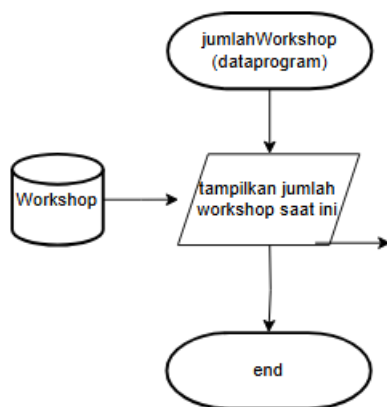 jumlahWorkshop
(dataprogram)
Workshop
tampilkan jumlah
workshop saat ini
end